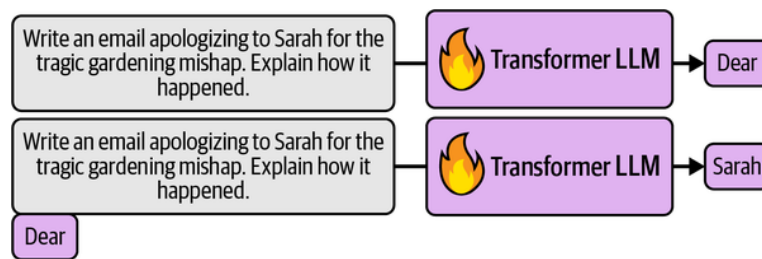 Write an email apologizing to Sarah for the
tragic gardening mishap. Explain how it
happened.
Transformer LLM
Dear
Write an email apologizing to Sarah for the
tragic gardening mishap. Explain how it
happened.
Transformer LLM
Sarah
Dear